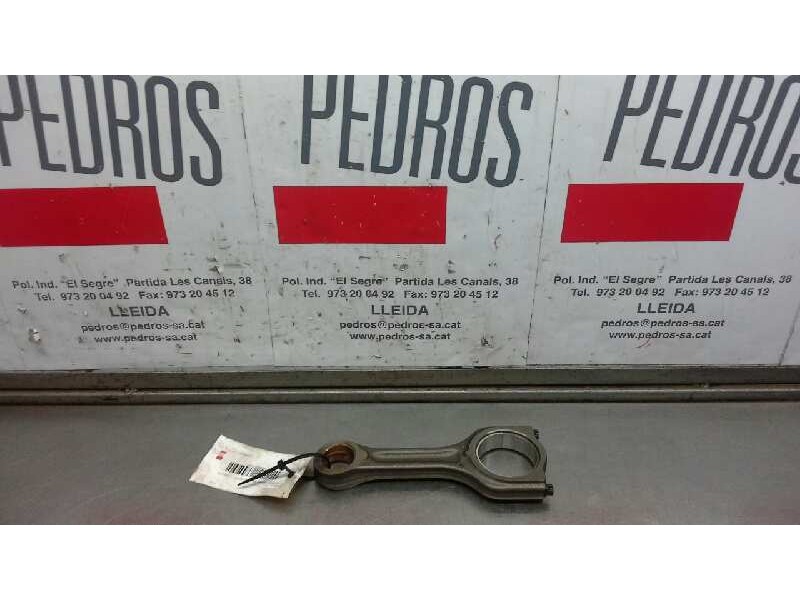 PEDROS
Pol. Ind. "El Segre" Partida Les Canals, 38
Tel. 973 20 04 92 Fax: 973 20 45 12
LLEIDA
pedros@pedros-sa.cat
www.pedros-sa.cat
PEDROS
Pol. Ind. "El Segre" Partida Les Canals, 38
Tel. 973 20 04 92 Fax: 973 20 45 12
LLEIDA
pedros@pedros-sa.cat
www.pedros-sa.cat
PEDROS
Pol. Ind. "El Segre" Partida Les Canals, 38
Tel. 973 20 04 92 Fax: 973 20 45 12
LLEIDA
pedros@pedros-sa.cat
www.pedros-sa.cat